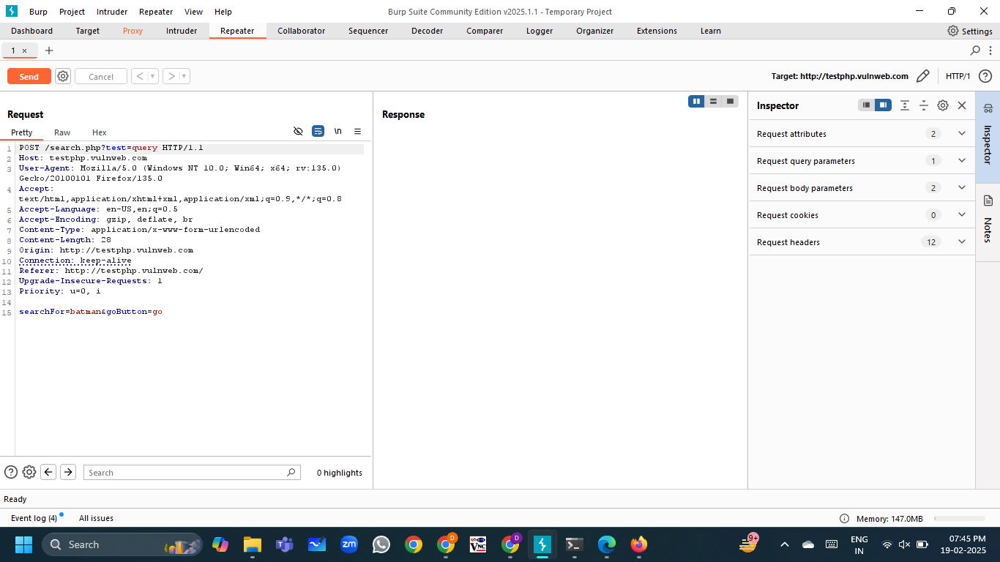 Burp Project Intruder Repeater View Help Burp Suite Community Edition v2025.1.1 - Temporary Project
Dashboard Target Proxy Intruder Repeater Collaborator Sequencer Decoder Comparer Logger Organizer Extensions Learn Settings
1 × +
Send Cancel < > Target: http://testphp.vulnweb.com HTTP/1 ?
Request
Pretty Raw Hex \n
1 POST /search.php?test=query HTTP/1.1
2 Host: testphp.vulnweb.com
3 User-Agent: Mozilla/5.0 (Windows NT 10.0; Win64; x64; rv:135.0)
Gecko/20100101 Firefox/135.0
4 Accept:
text/html,application/xhtml+xml,application/xml;q=0.9,*/*;q=0.8
5 Accept-Language: en-US,en;q=0.5
6 Accept-Encoding: gzip, deflate, br
7 Content-Type: application/x-www-form-urlencoded
8 Content-Length: 28
9 Origin: http://testphp.vulnweb.com
10 Connection: keep-alive
11 Referer: http://testphp.vulnweb.com/
12 Upgrade-Insecure-Requests: 1
13 Priority: u=0, i
14
15 searchFor=batman&goButton=go
? Search 0 highlights
Response
Inspector
Request attributes 2
Request query parameters 1
Request body parameters 2
Request cookies 0
Request headers 12
Inspector
Notes
Ready
Event log (4) All issues Memory: 147.0MB
Search zm VNC D D 9+ ENG 07:45 PM
IN 19-02-2025